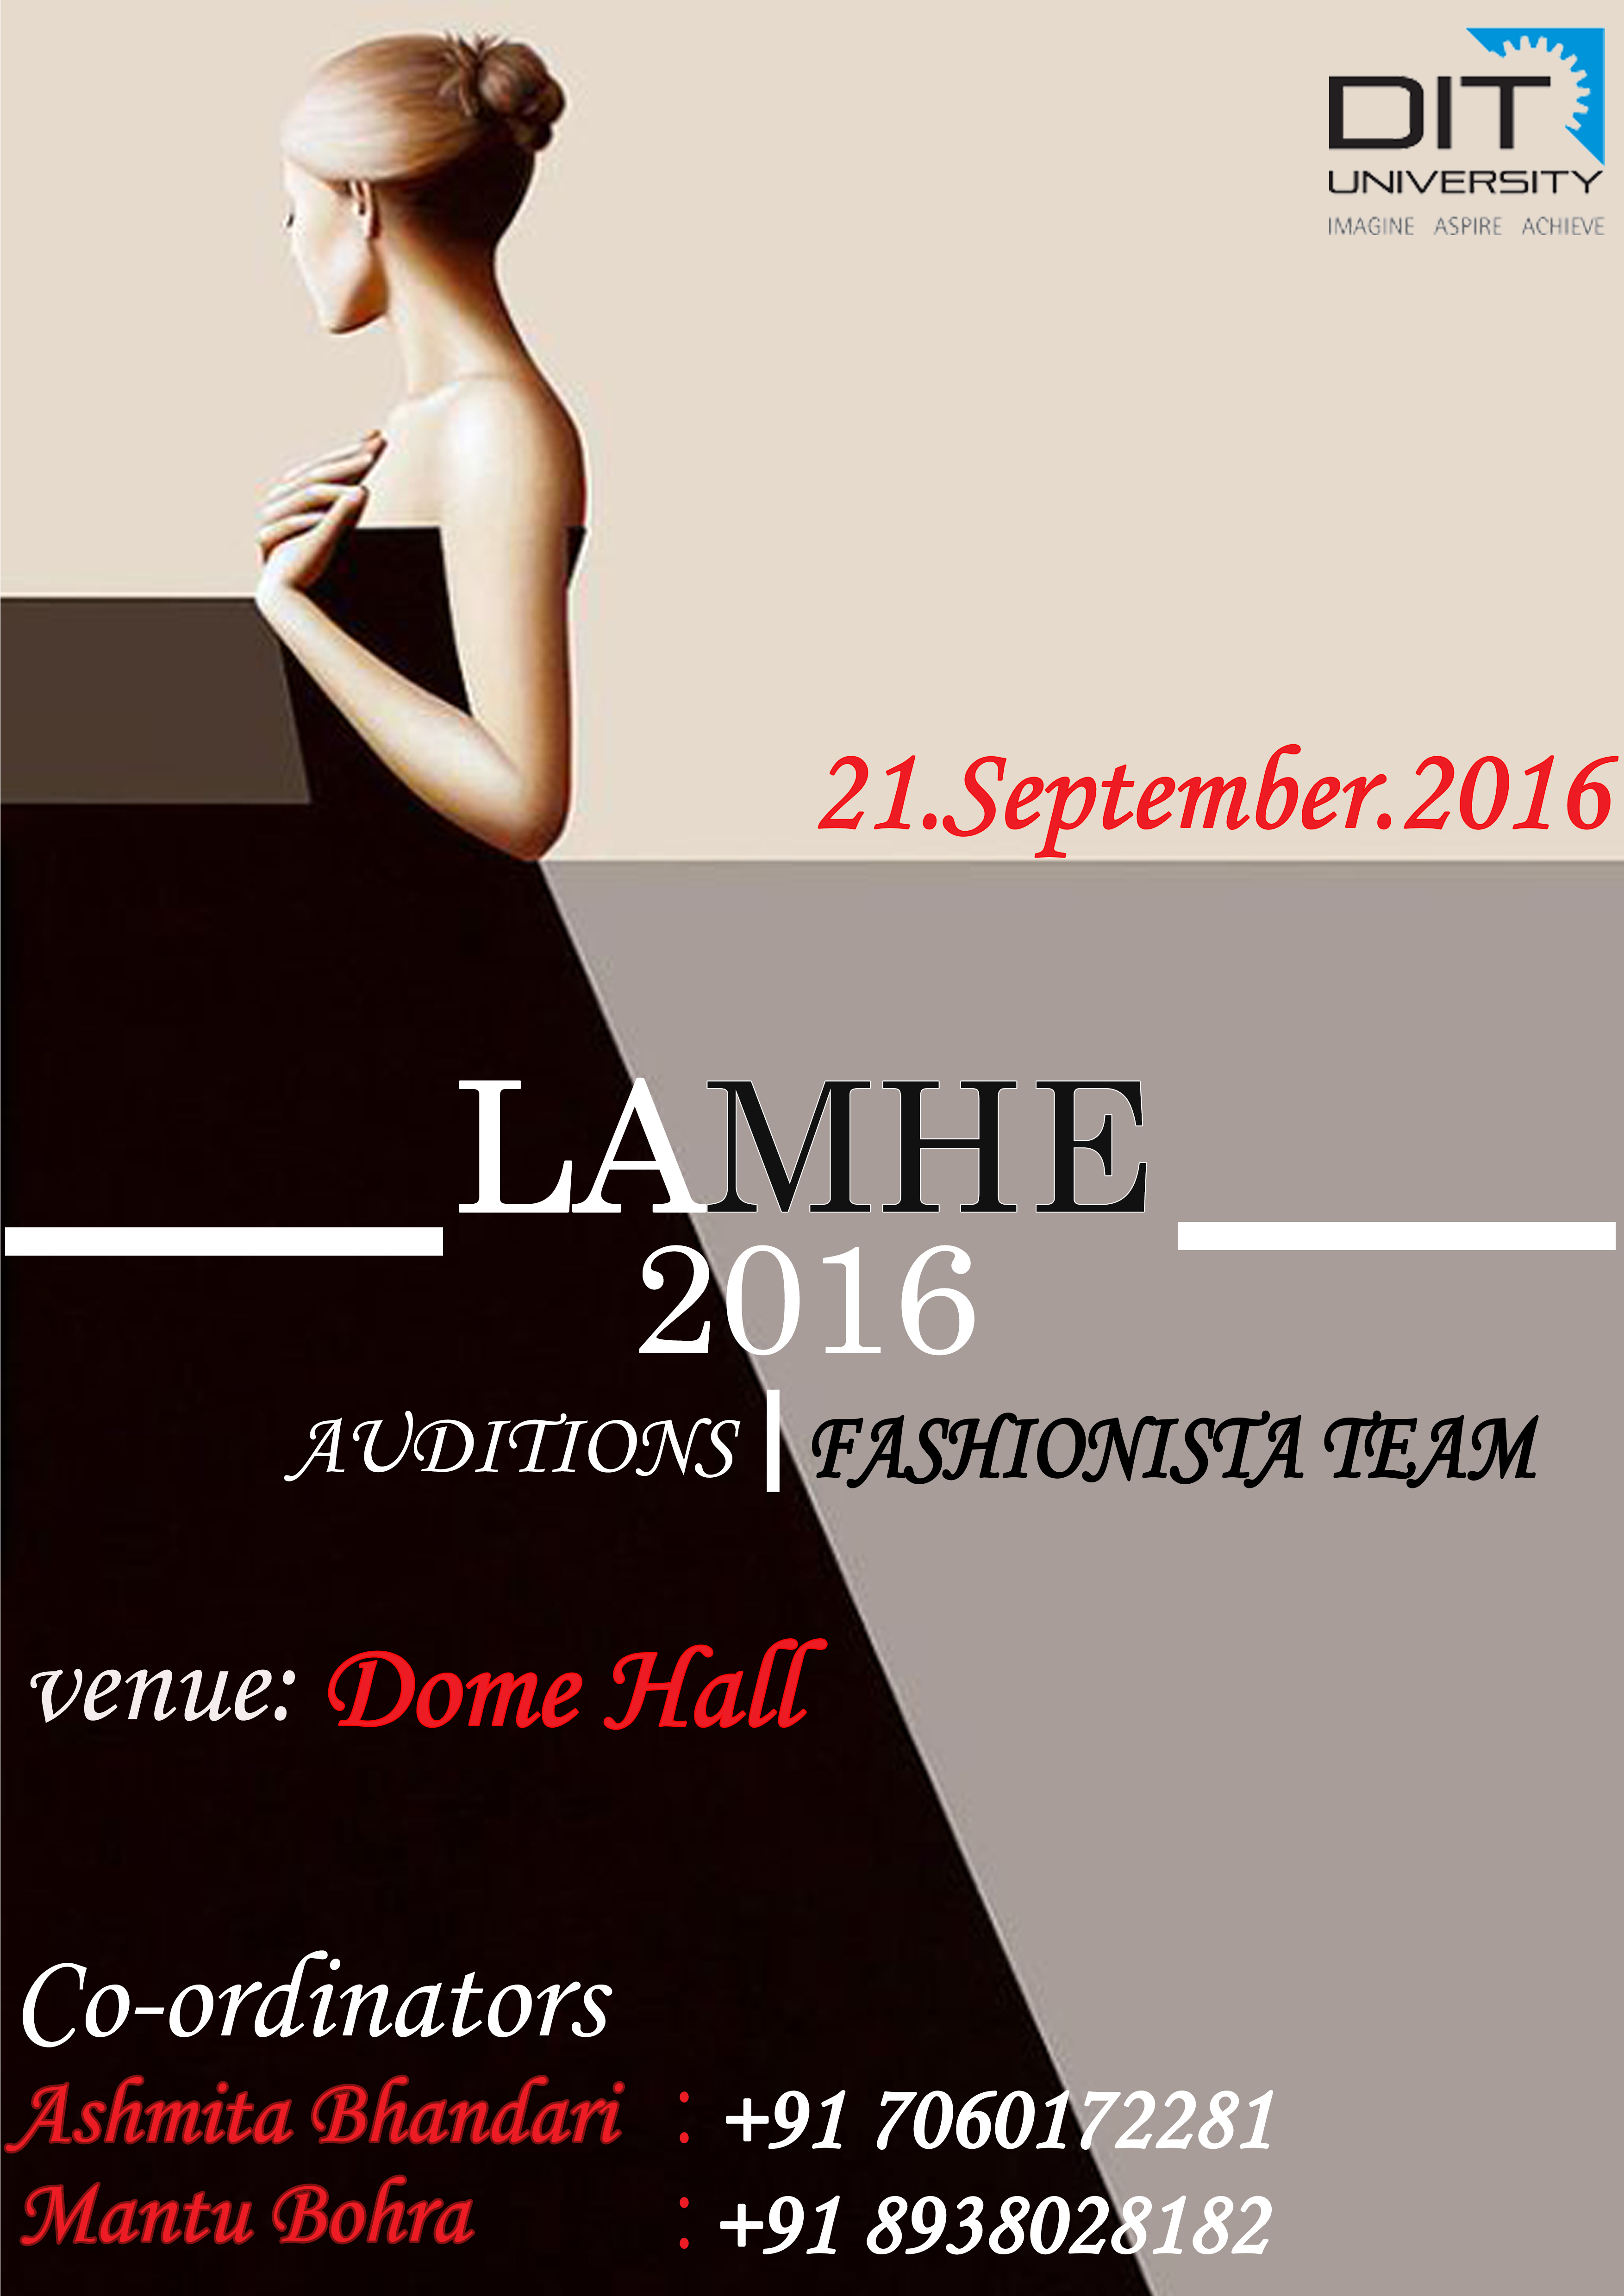 DIT
UNIVERSITY
IMAGINE ASPIRE ACHIEVE
21.September.2016
LAMHE
2016
AUDITIONS | FASHIONISTA TEAM
venue: Dome Hall
Co-ordinators
Ashmita Bhandari : +91 7060172281
Mantu Bohra : +91 8938028182